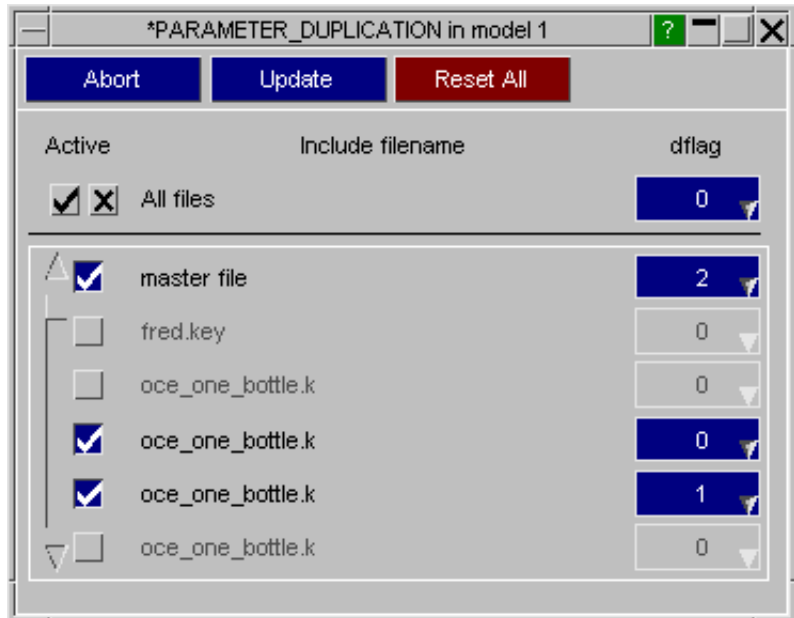 *PARAMETER_DUPLICATION in model 1 ?
Abort Update Reset All
Active Include filename dflag
All files 0
master file 2
fred.key 0
oce_one_bottle.k 0
oce_one_bottle.k 0
oce_one_bottle.k 1
oce_one_bottle.k 0